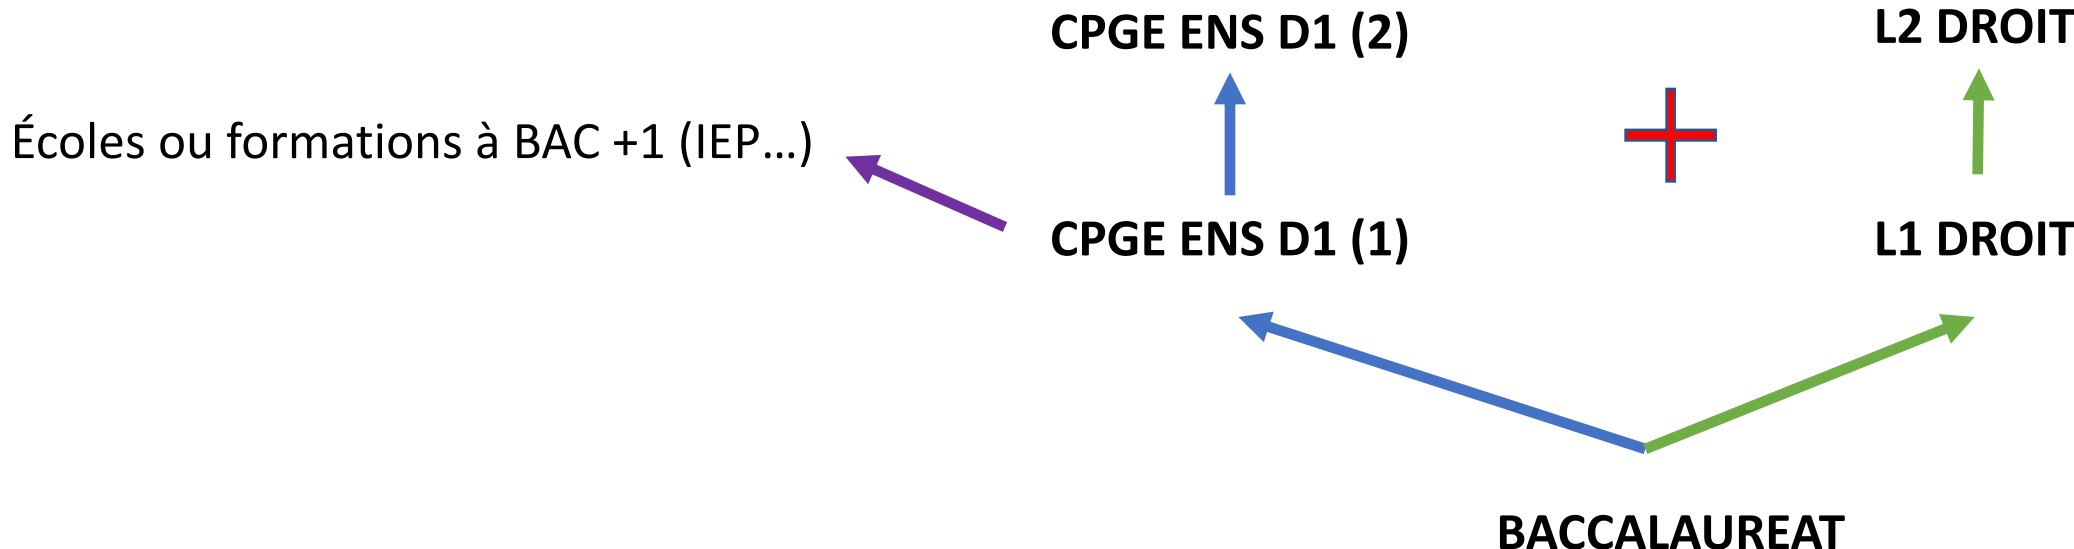 CPGE ENS D1 (2)
L2 DROIT
Écoles ou formations à BAC +1 (IEP...)
CPGE ENS D1 (1)
L1 DROIT
BACCALAUREAT